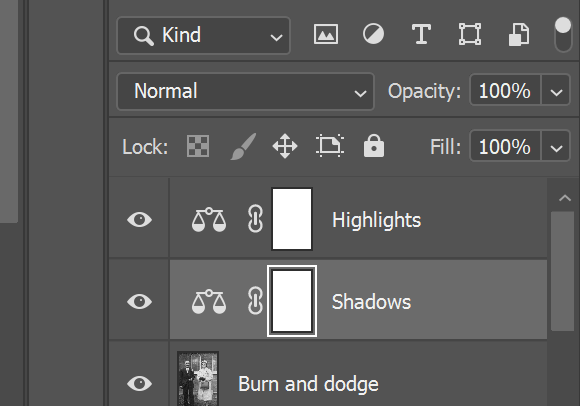 Kind
Normal Opacity: 100%
Lock: Fill: 100%
Highlights
Shadows
Burn and dodge